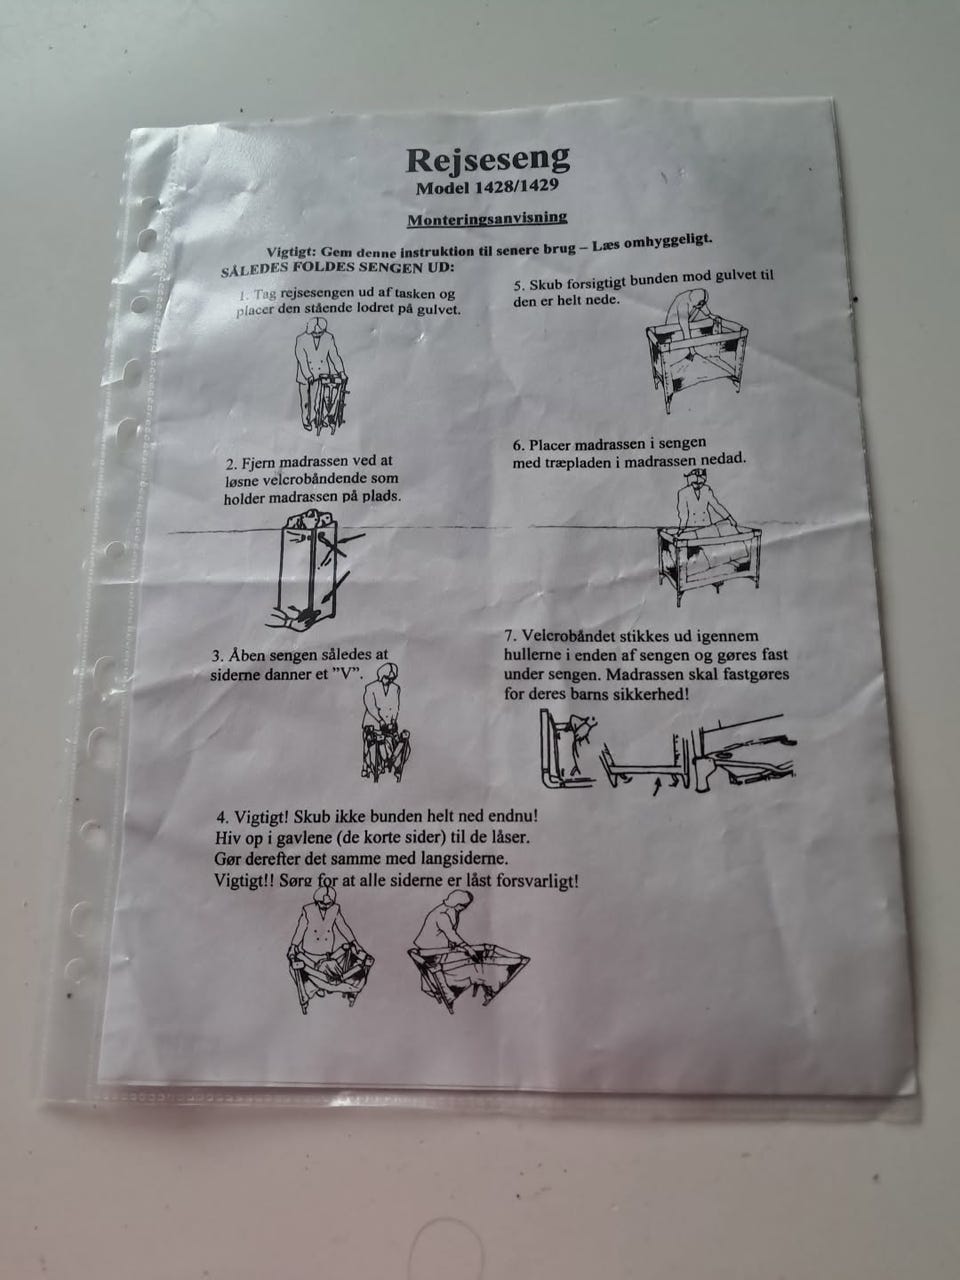 Rejseseng
Model 1428/1429
Monteringsanvisning
Vigtigt: Gem denne instruktion til senere brug – Læs omhyggeligt.
SÅLEDES FOLDES SENGEN UD:
1. Tag rejsesengen ud af tasken og
placer den stående lodret på gulvet.
2. Fjern madrassen ved at
løsne velcrobåndende som
holder madrassen på plads.
3. Åben sengen således at
siderne danner et ”V”.
4. Vigtigt! Skub ikke bunden helt ned endnu!
Hiv op i gavlene (de korte sider) til de låser.
Gør derefter det samme med langsiderne.
Vigtigt!! Sørg for at alle siderne er låst forsvarligt!
5. Skub forsigtigt bunden mod gulvet til
den er helt nede.
6. Placer madrassen i sengen
med træpladen i madrassen nedad.
7. Velcrobåndet stikkes ud igennem
hullerne i enden af sengen og gøres fast
under sengen. Madrassen skal fastgøres
for deres barns sikkerhed!